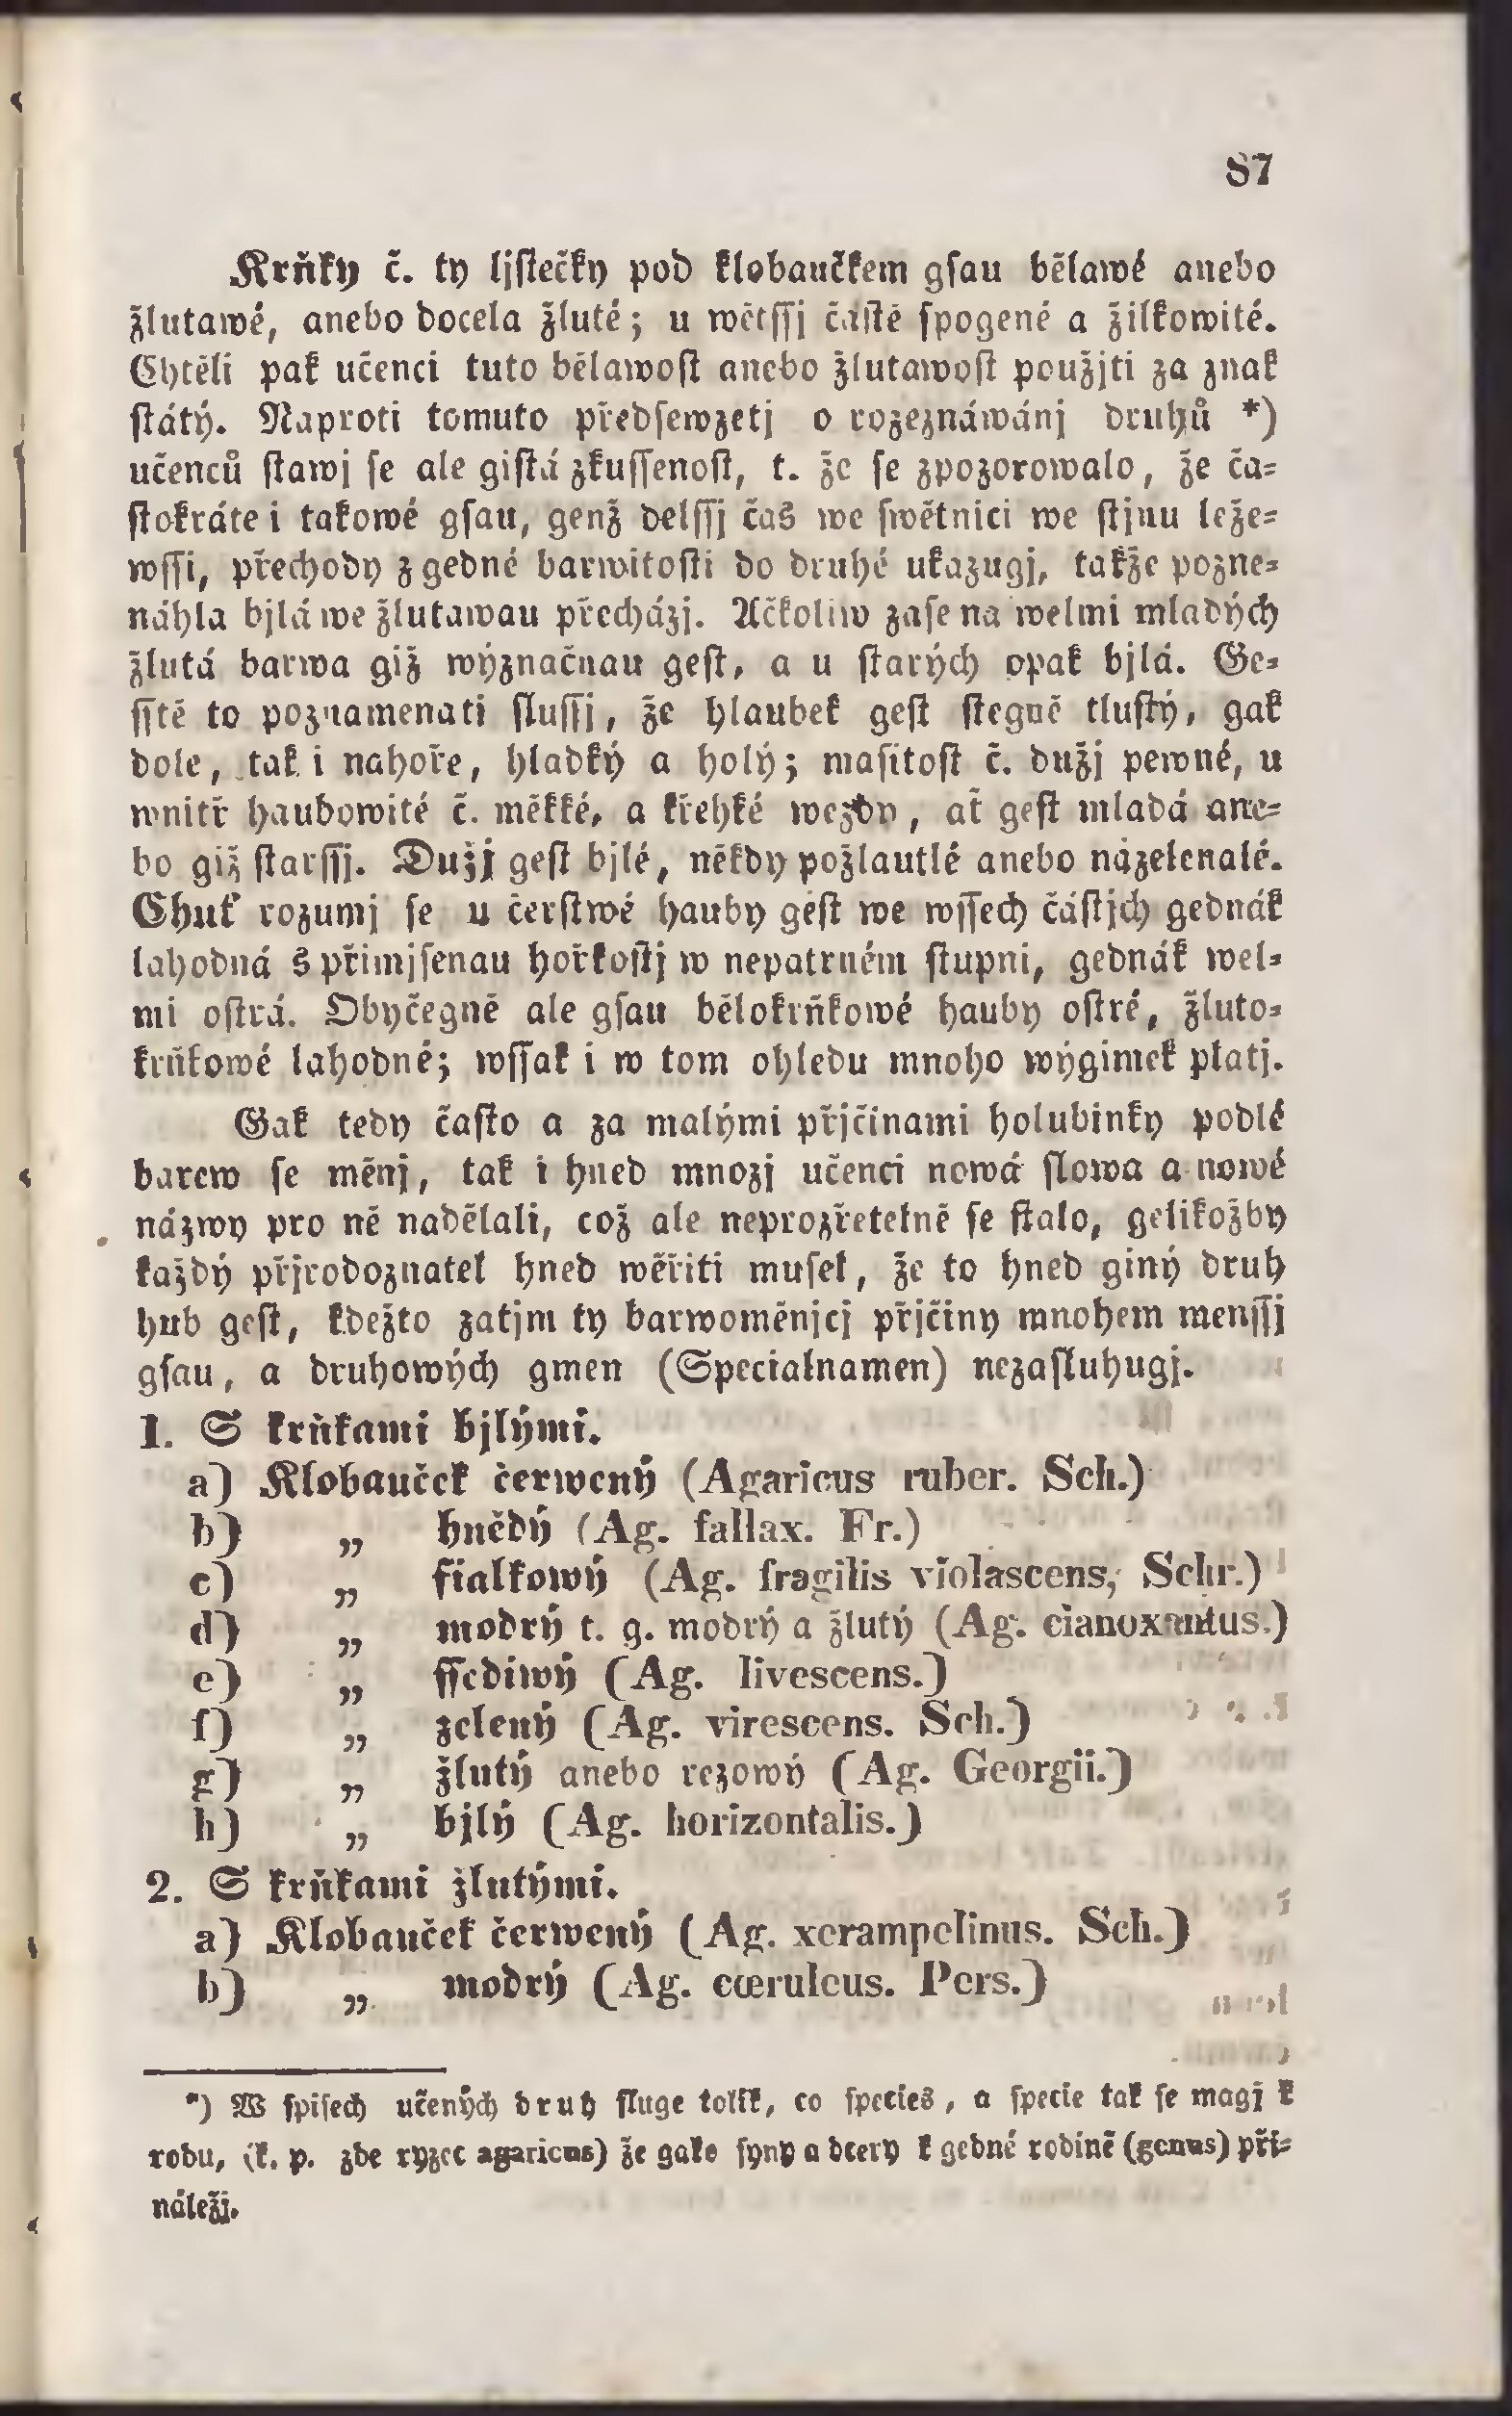 87
Krňky č. ty ljstečky pod klobaučkem gsau bělawé anebo
žlutawé, anebo docela žluté; u wětssj částě spogené a žilkowité.
Chtěli pak učenci tuto bělawost anebo žlutawost použjti za znak
státý. Naproti tomuto předsewzetj o rozeznáwánj druhů *)
učenců stawj se ale gistá zkussenost, t. že se zpozorowalo, že ča=
stokráte i takowé gsau, genž delssj čas we swětnici we stjnu leže=
wssi, přechody z gedné barwitosti do druhé ukazugj, takže pozne=
náhla bjlá we žlutawau přecházj. Ačkoliw zase na welmi mladých
žlutá barwa giž wýznačnau gest, a u starých opak bjlá. Ge=
sstě to poznamenati slussj, že hlaubek gest stegně tlustý, gak
dole, tak i nahoře, hladký a holý; masitost č. dužj pewné, u
wnitř haubowité č. měkké, a křehké wezdy, ať gest mladá ane=
bo giž starssj. Dužj gest bjlé, někdy požlautlé anebo názelenalé.
Chuť rozumj se u čerstwé hauby gest we wssech částjch gednák
lahodná s přimjsenau hořkostj w nepatrném stupni, gednák wel=
mi ostrá. Obyčegně ale gsau bělokrňkowé hauby ostré, žluto=
krňkowé lahodné; wssak i w tom ohledu mnoho wýgimek platj.
Gak tedy často a za malými přjčinami holubinky podlé
barew se měnj, tak i hned mnozj učenci nowá slowa a nowé
názwy pro ně nadělali, což ale neprozřetelně se stalo, gelikožby
každý přjrodoznatel hned wěřiti musel, že to hned giný druh
hub gest, kdežto zatjm ty barwoměnjcj přjčiny mnohem menssj
gsau, a druhowých gmen (Specialnamen) nezasluhugj.
1. S krňkami bjlými.
a) Klobauček čerwený (Agaricus ruber. Sch.)
b) „ hnědý (Ag. fallax. Fr.)
c) „ fialkowý (Ag. fragilis violascens, Schr.)
d) „ modrý t. g. modrý a žlutý (Ag. cianoxantus.)
e) „ ssediwý (Ag. livescens.)
f) „ zelený (Ag. virescens. Sch.)
g) „ žlutý anebo rezowý (Ag. Georgii.)
h) „ bjlý (Ag. horizontalis.)
2. S krňkami žlutými.
a) Klobauček čerwený (Ag. xerampelinus. Sch.)
b) „ modrý (Ag. cœruleus. Pers.)
*) W spisech učených druh sluge tolik, co species, a specie tak se magj k
rodu, (k. p. zde ryzec agaricus) že gako syny a dcery k gedné rodině (genus) při=
náležj.